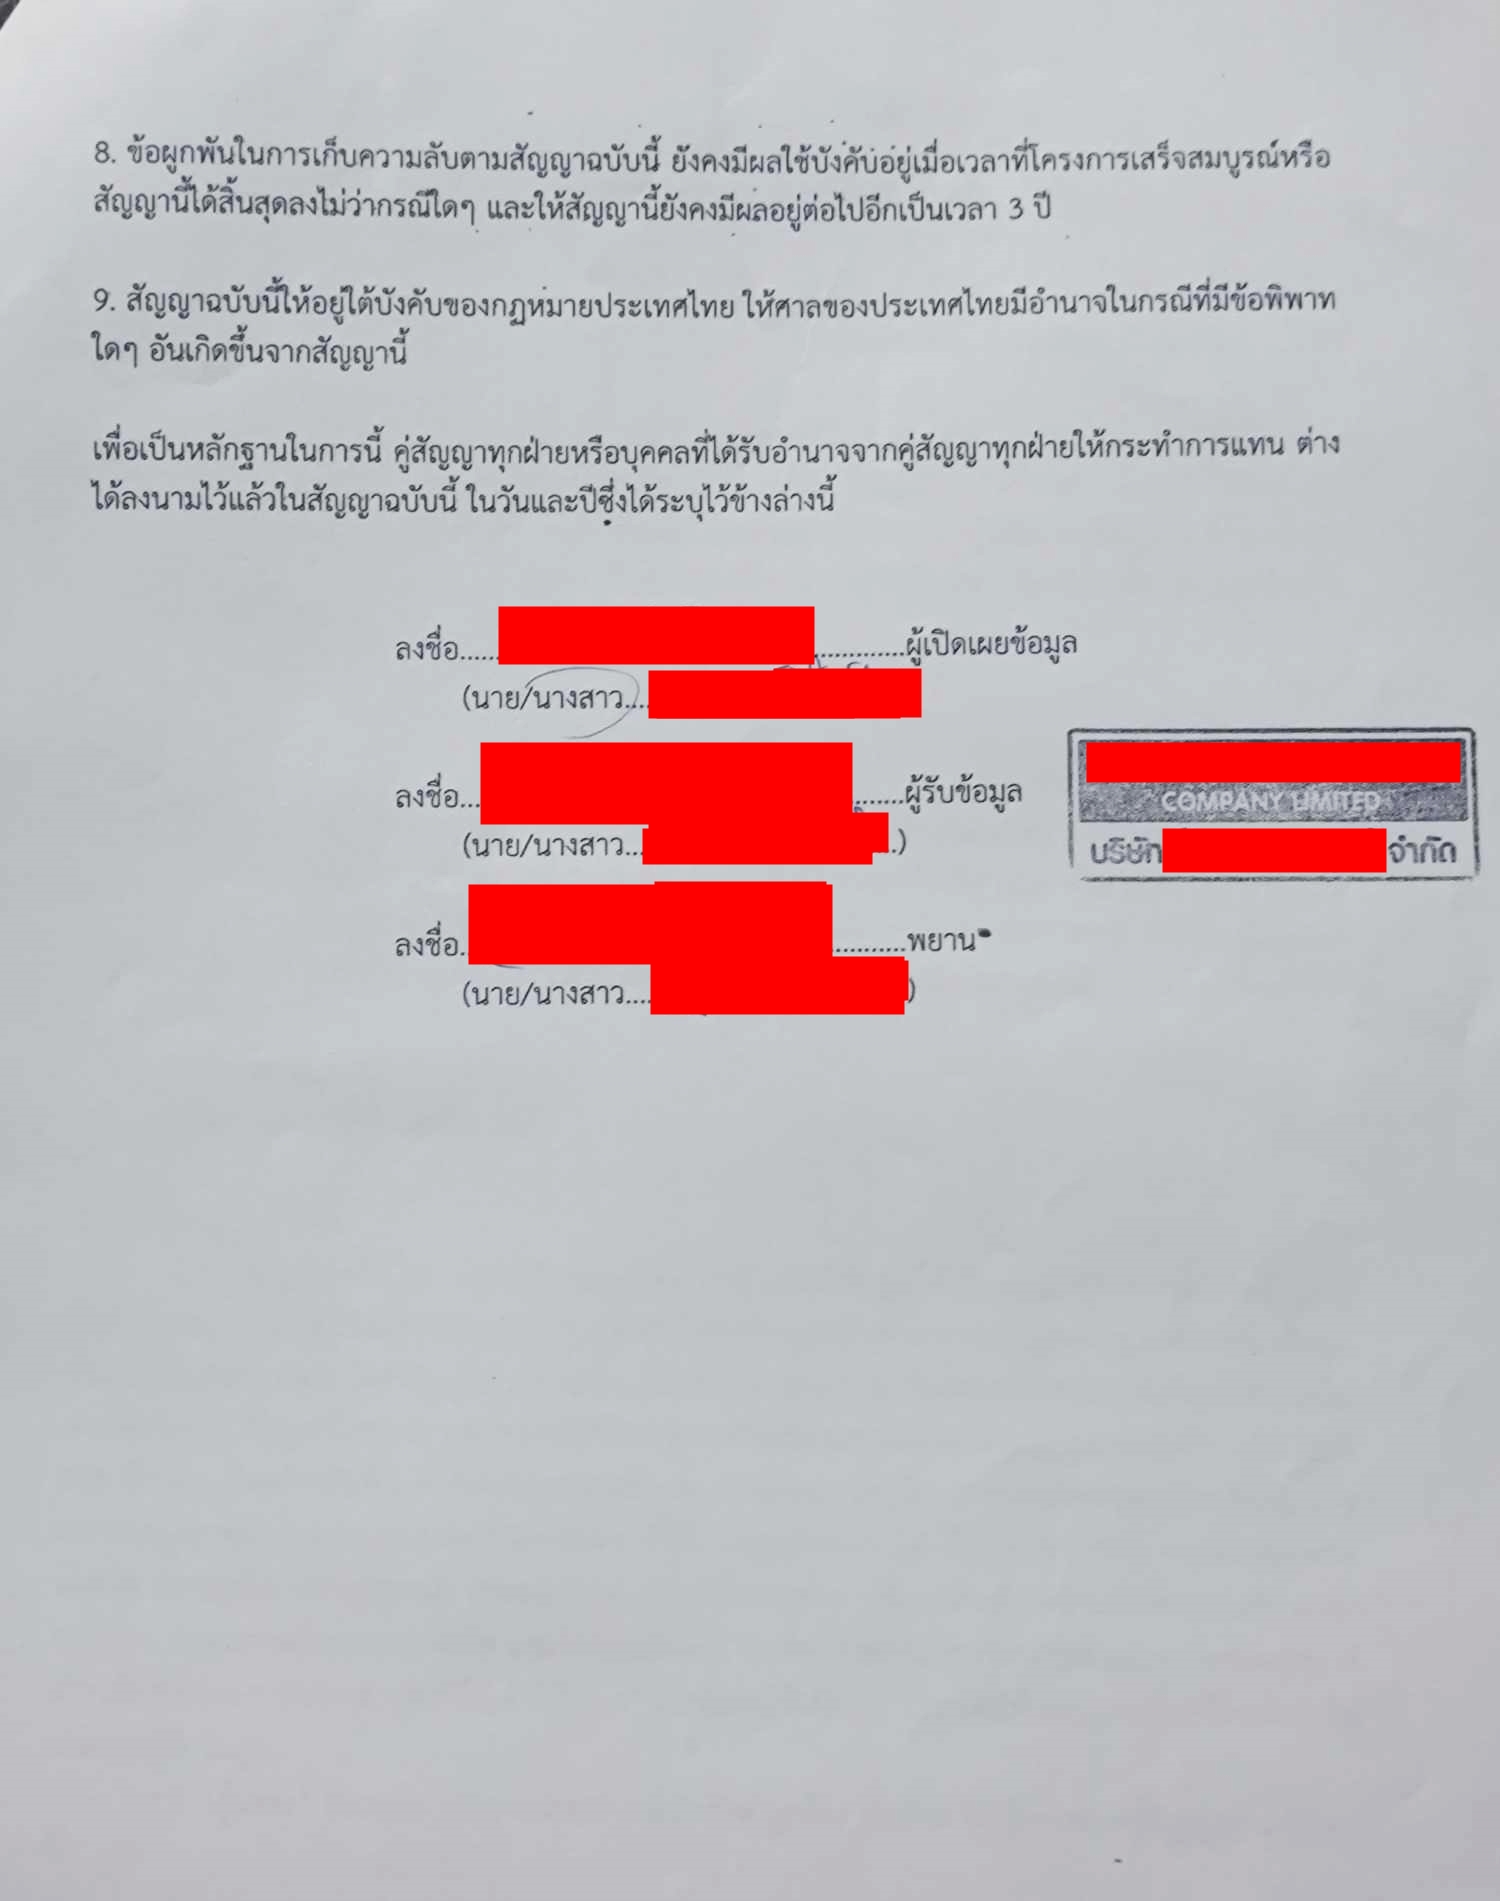 8. ข้อผูกพันในการเก็บความลับตามสัญญาฉบับนี้ ยังคงมีผลใช้บังคับอยู่เมื่อเวลาที่โครงการเสร็จสมบูรณ์หรือ
สัญญานี้ได้สิ้นสุดลงไม่ว่ากรณีใดๆ และให้สัญญานี้ยังคงมีผลอยู่ต่อไปอีกเป็นเวลา 3 ปี
9. สัญญาฉบับนี้ให้อยู่ใต้บังคับของกฎหมายประเทศไทย ให้ศาลของประเทศไทยมีอำนาจในกรณีที่มีข้อพิพาท
ใดๆ อันเกิดขึ้นจากสัญญานี้
เพื่อเป็นหลักฐานในการนี้ คู่สัญญาทุกฝ่ายหรือบุคคลที่ได้รับอำนาจจากคู่สัญญาทุกฝ่ายให้กระทำการแทน ต่าง
ได้ลงนามไว้แล้วในสัญญาฉบับนี้ ในวันและปีซึ่งได้ระบุไว้ข้างล่างนี้
ลงชื่อ...... ............ผู้เปิดเผยข้อมูล
(นาย/นางสาว....
ลงชื่อ... .......ผู้รับข้อมูล
(นาย/นางสาว... ..)
COMPANY LIMITED
บริษัท จำกัด
ลงชื่อ. ..........พยาน
(นาย/นางสาว.... )